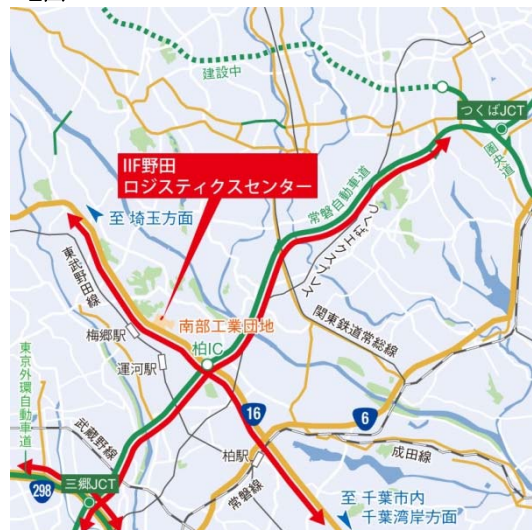 建設中
つくばJCT
圏央道
IIF野田
ロジスティクスセンター
常磐自動車道
つくばエクスプレス
至 埼玉方面
東武野田線
関東鉄道常総線
南部工業団地
梅郷駅
柏IC
運河駅
東京外環自動車道
武蔵野線
16
6
柏駅
成田線
常磐線
三郷JCT
298
至 千葉市内
千葉湾岸方面